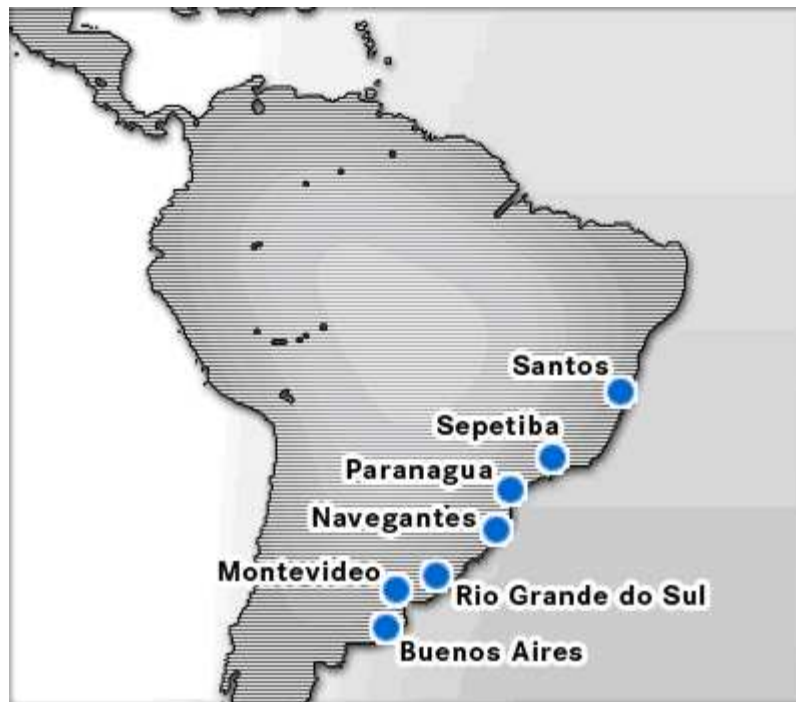 Santos
Sepetiba
Paranagua
Navegantes
Montevideo
Rio Grande do Sul
Buenos Aires